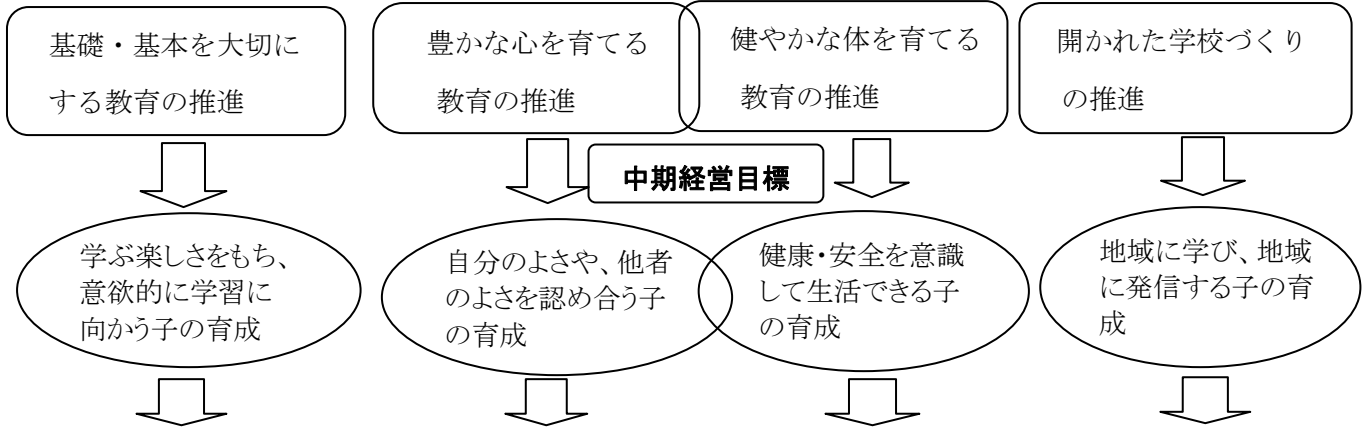 基礎・基本を大切に
する教育の推進
豊かな心を育てる
教育の推進
健やかな体を育てる
教育の推進
開かれた学校づくり
の推進
中期経営目標
学ぶ楽しさをもち、
意欲的に学習に
向かう子の育成
自分のよさや、他者
のよさを認め合う子
の育成
健康・安全を意識
して生活できる子
の育成
地域に学び、地域
に発信する子の育
成